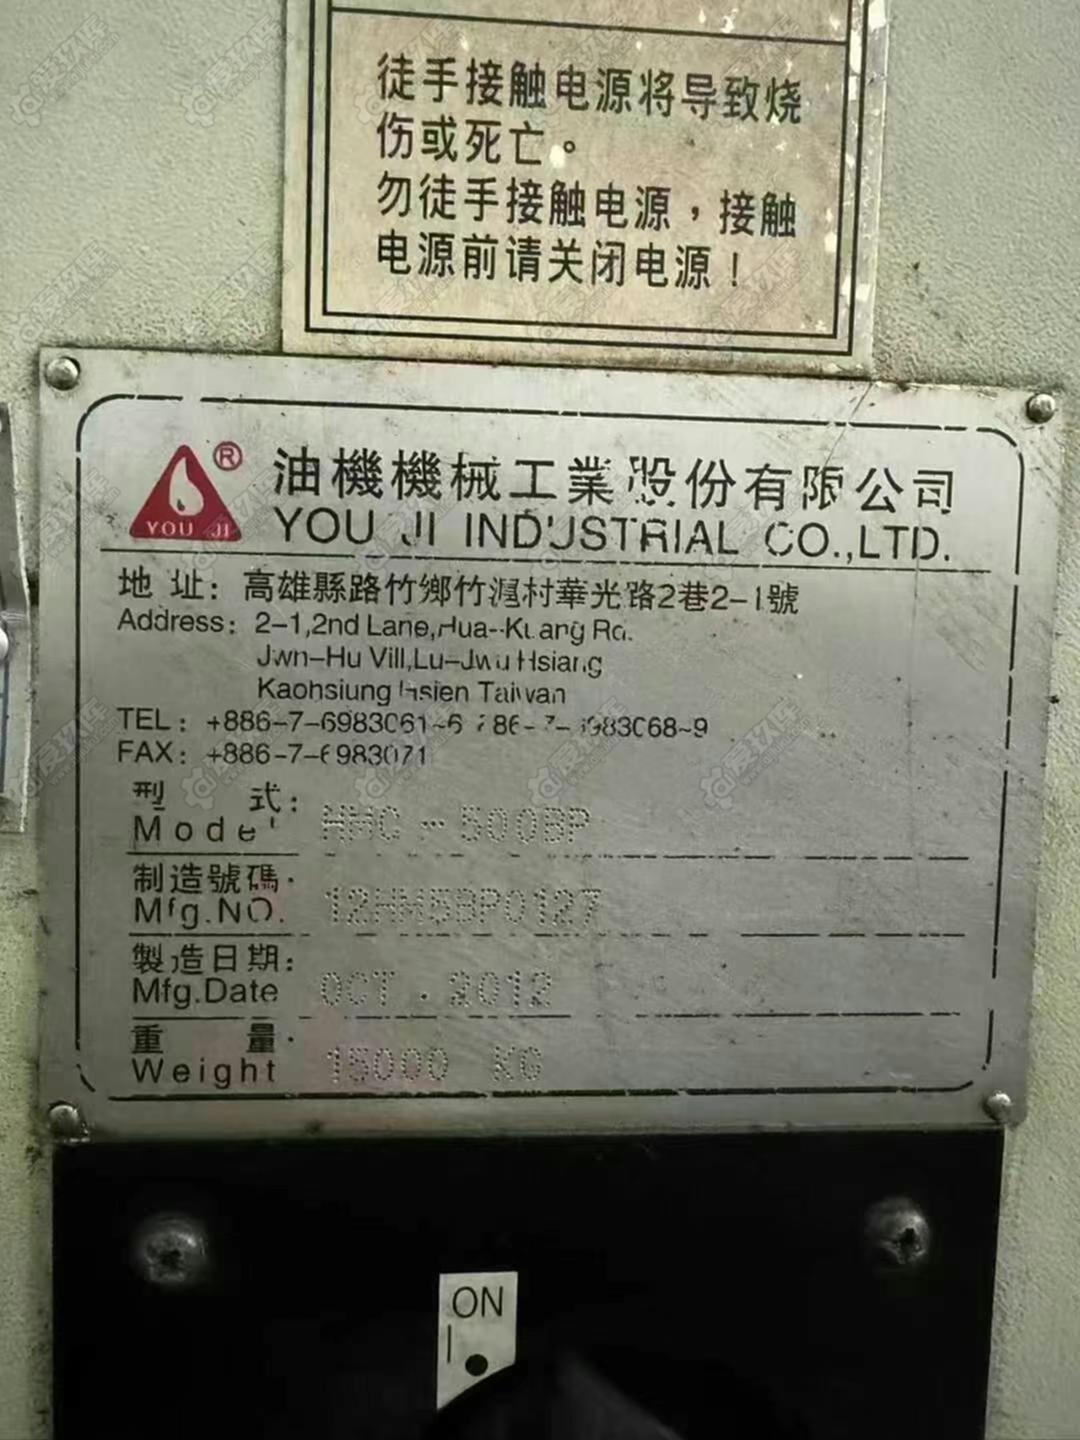 徒手接触电源将导致烧
伤或死亡。
勿徒手接触电源，接触
电源前请关闭电源！
YOU JI
®
油機機械工業股份有限公司
YOU JI INDUSTRIAL CO.,LTD.
地 址：高雄縣路竹鄉竹滬村華光路2巷2-1號
Address: 2-1,2nd Lane,Hua-Kuang Rd.
Jwn-Hu Vill,Lu-Jwu Hsiang
Kaohsiung Hsien Taiwan
TEL: +886-7-6983061~6 886-7-6983068~9
FAX: +886-7-6983071
型 式：
Model HMC-500BP
制造號碼
Mfg.NO. 12HM5BP0127
製造日期：
Mfg.Date OCT.2012
重 量
Weight 15000 KG
ON
I